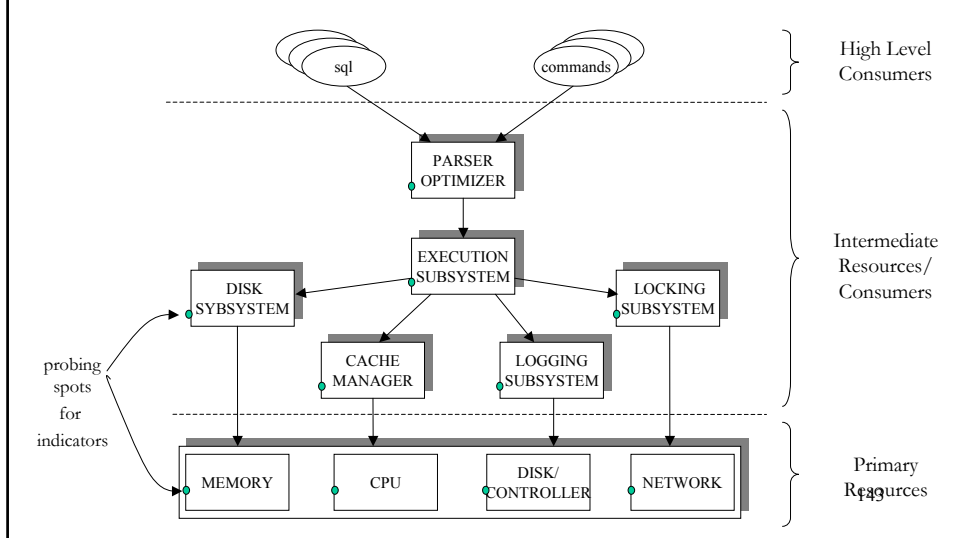 sql
commands
High Level
Consumers
PARSER
OPTIMIZER
EXECUTION
SUBSYSTEM
DISK
SYBSYSTEM
LOCKING
SUBSYSTEM
Intermediate
Resources/
Consumers
CACHE
MANAGER
LOGGING
SUBSYSTEM
probing
spots
for
indicators
MEMORY
CPU
DISK/
CONTROLLER
NETWORK
Primary
Resources
143